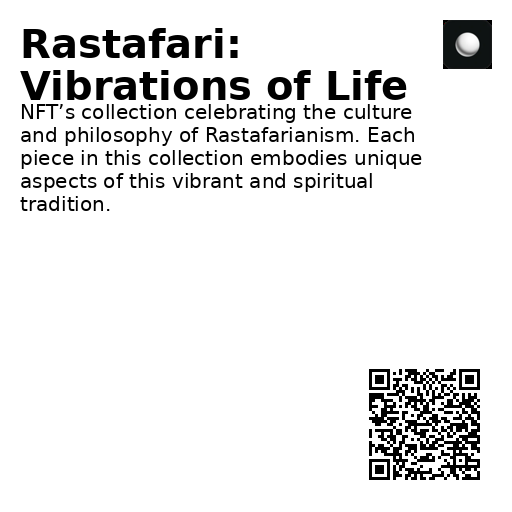 Rastafari:
Vibrations of Life
NFT’s collection celebrating the culture
and philosophy of Rastafarianism. Each
piece in this collection embodies unique
aspects of this vibrant and spiritual
tradition.